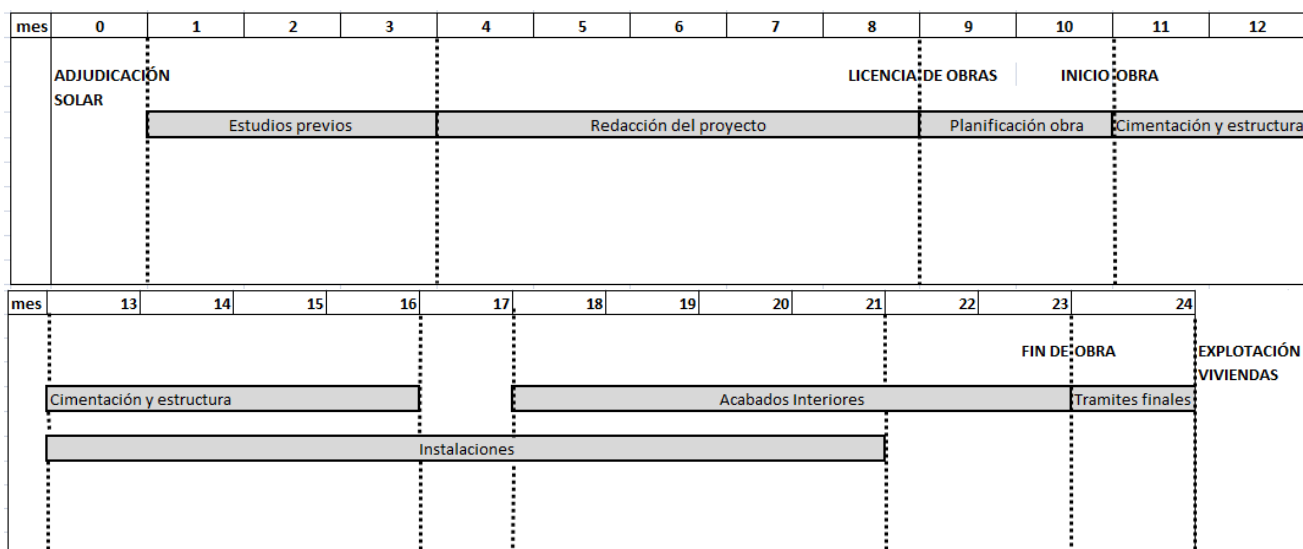 mes 0 1 2 3 4 5 6 7 8 9 10 11 12
ADJUDICACIÓN LICENCIA DE OBRAS INICIO OBRA
SOLAR
Estudios previos Redacción del proyecto Planificación obra Cimentación y estructura
mes 13 14 15 16 17 18 19 20 21 22 23 24
FIN DE OBRA EXPLOTACIÓN
VIVIENDAS
Cimentación y estructura Acabados Interiores Tramites finales
Instalaciones